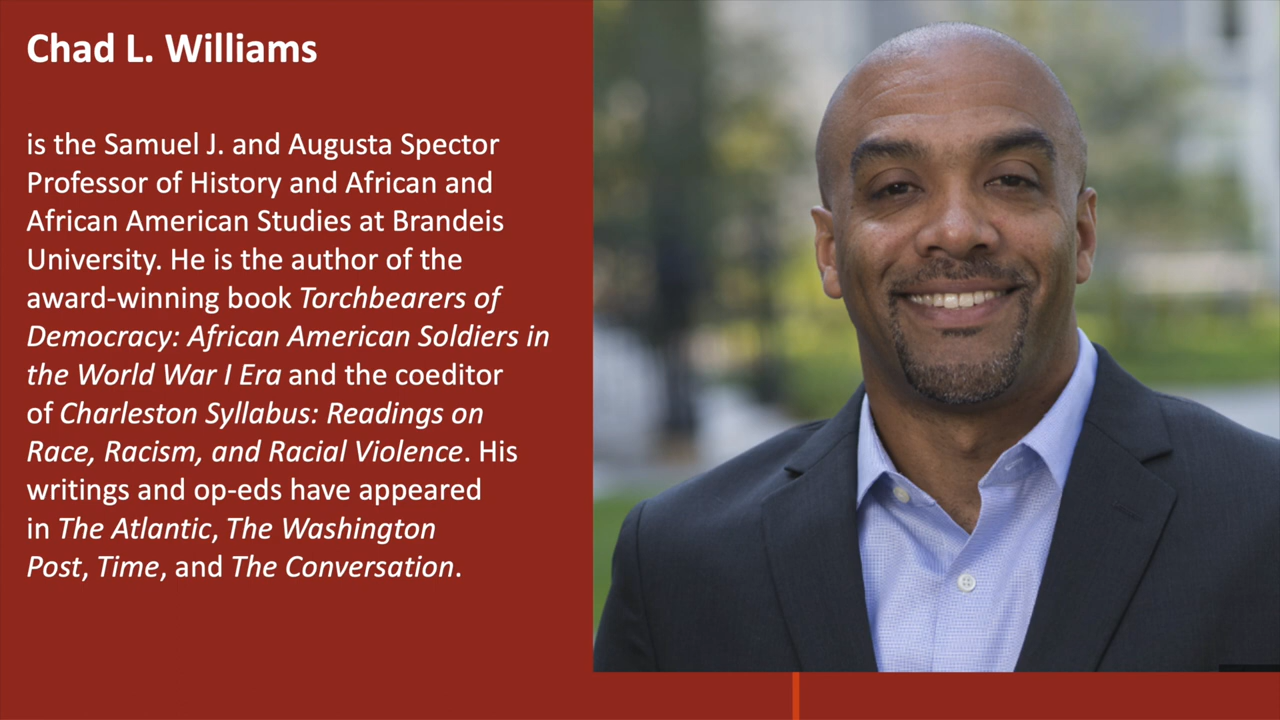 Chad L. Williams
is the Samuel J. and Augusta Spector
Professor of History and African and
African American Studies at Brandeis
University. He is the author of the
award-winning book Torchbearers of
Democracy: African American Soldiers in
the World War I Era and the coeditor
of Charleston Syllabus: Readings on
Race, Racism, and Racial Violence. His
writings and op-eds have appeared
in The Atlantic, The Washington
Post, Time, and The Conversation.